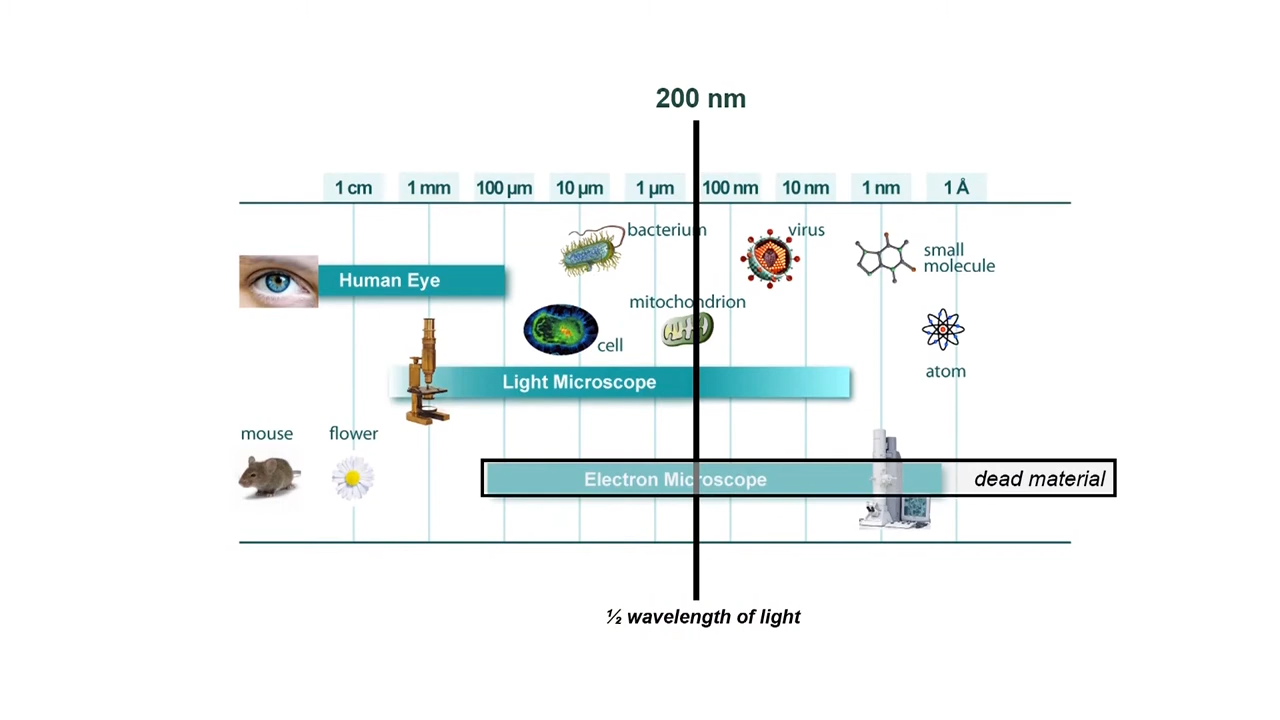 200 nm
1 cm
1 mm
100 µm
10 µm
1 µm
100 nm
10 nm
1 nm
1 Å
bacterium
virus
small
molecule
Human Eye
mitochondrion
cell
atom
Light Microscope
mouse
flower
Electron Microscope
dead material
½ wavelength of light